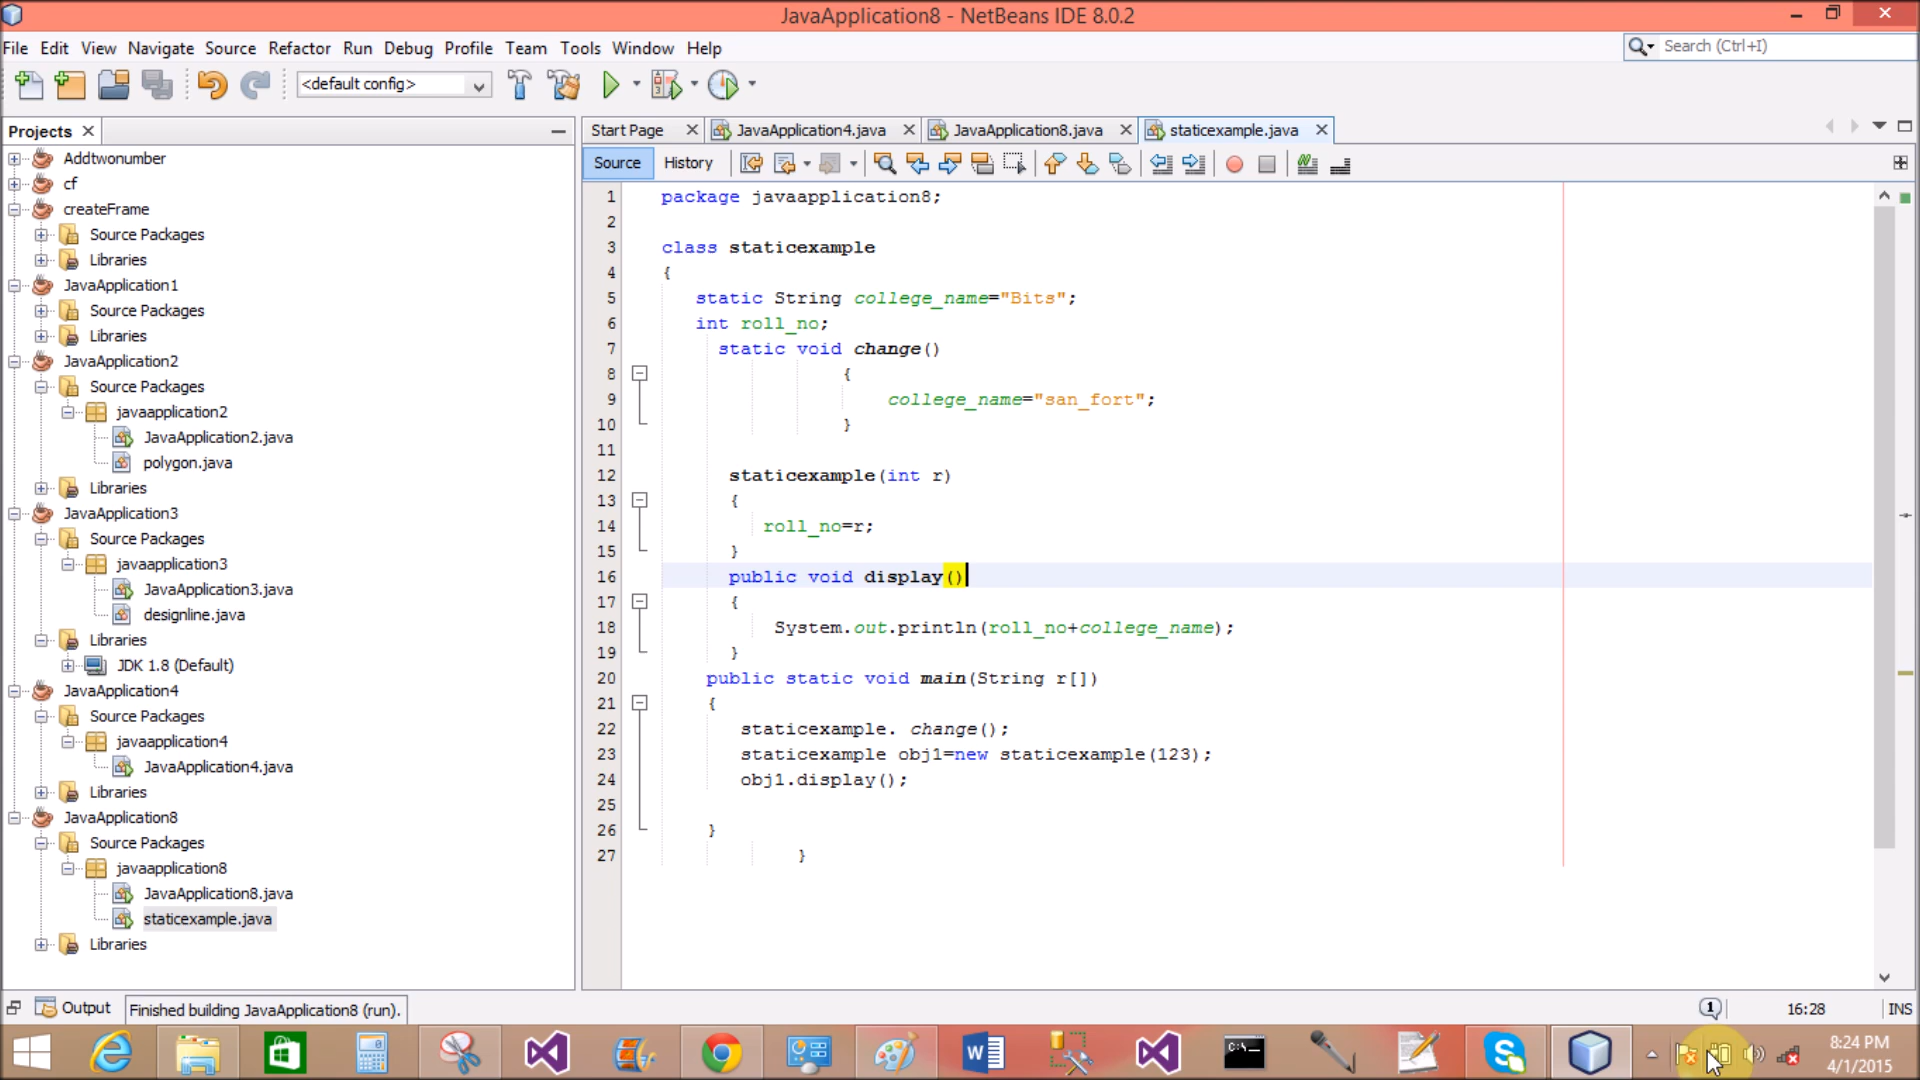 JavaApplication8 - NetBeans IDE 8.0.2
File Edit View Navigate Source Refactor Run Debug Profile Team Tools Window Help
Search (Ctrl+I)
<default config>
Projects
Start Page JavaApplication4.java JavaApplication8.java staticexample.java
Source History
Addtwonumber
cf
createFrame
Source Packages
Libraries
JavaApplication1
Source Packages
Libraries
JavaApplication2
Source Packages
javaapplication2
JavaApplication2.java
polygon.java
Libraries
JavaApplication3
Source Packages
javaapplication3
JavaApplication3.java
designline.java
Libraries
JDK 1.8 (Default)
JavaApplication4
Source Packages
javaapplication4
JavaApplication4.java
Libraries
JavaApplication8
Source Packages
javaapplication8
JavaApplication8.java
staticexample.java
Libraries
1 package javaapplication8;
2
3 class staticexample
4 {
5 static String college_name="Bits";
6 int roll_no;
7 static void change()
8 {
9 college_name="san_fort";
10 }
11
12 staticexample(int r)
13 {
14 roll_no=r;
15 }
16 public void display()
17 {
18 System.out.println(roll_no+college_name);
19 }
20 public static void main(String r[])
21 {
22 staticexample. change();
23 staticexample obj1=new staticexample(123);
24 obj1.display();
25
26 }
27 }
Output Finished building JavaApplication8 (run).
1 16:28 INS
8:24 PM
4/1/2015